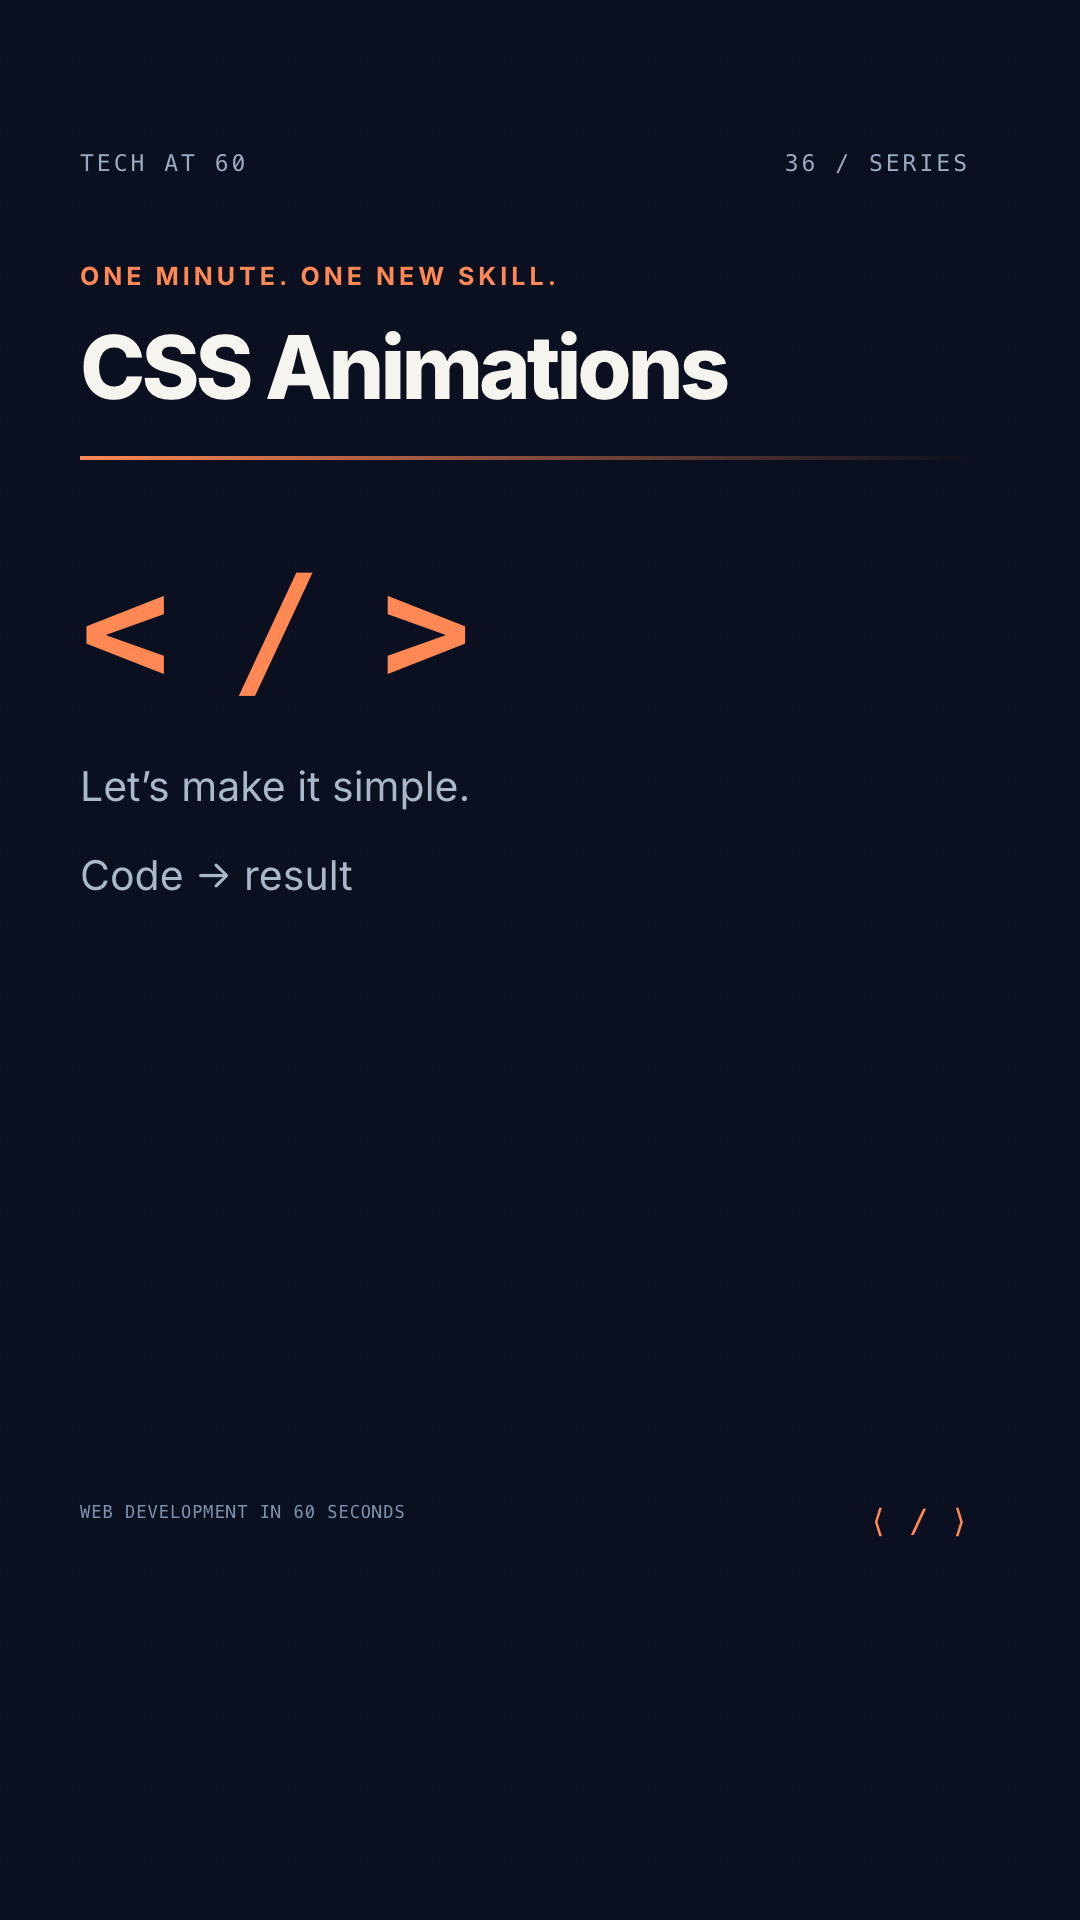 TECH AT 60
36 / SERIES
ONE MINUTE. ONE NEW SKILL.
CSS Animations
< / >
Let’s make it simple.
Code → result
WEB DEVELOPMENT IN 60 SECONDS
⟨ / ⟩